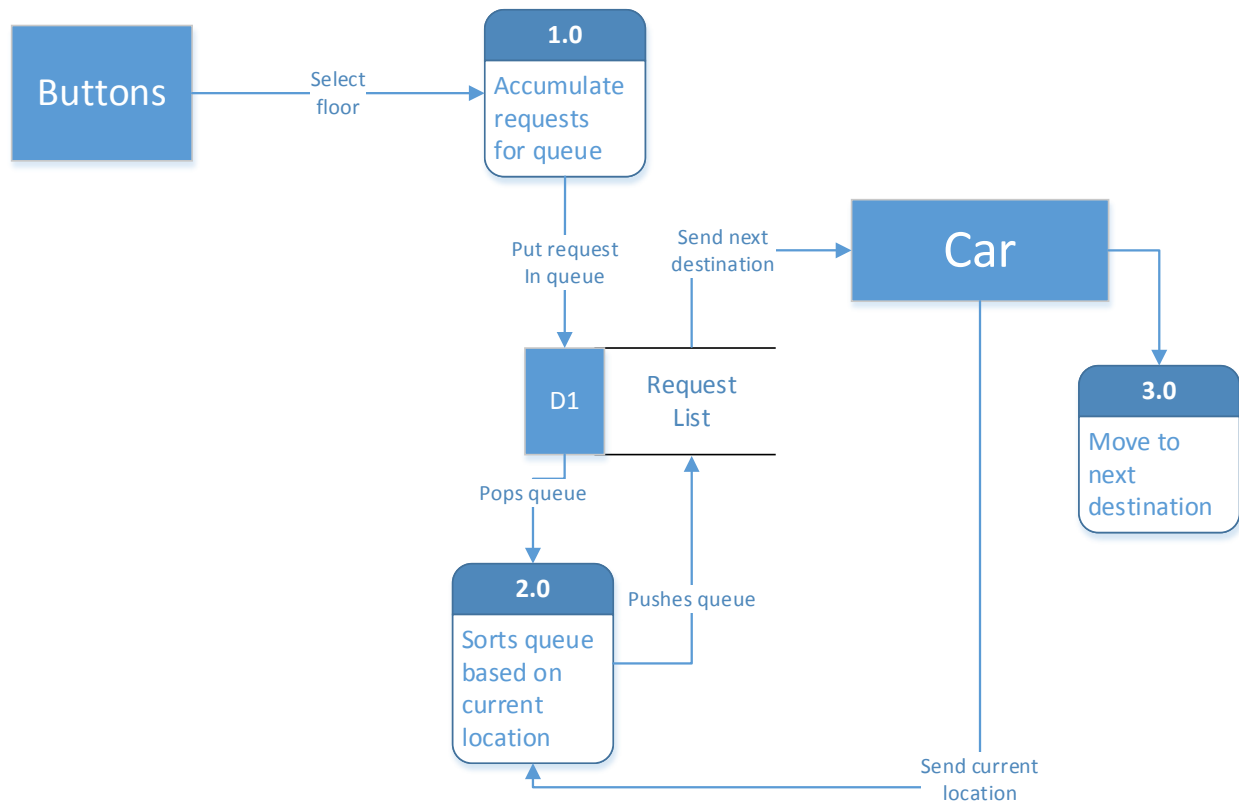 Buttons
Select
floor
1.0
Accumulate
requests
for queue
Put request
In queue
Send next
destination
Car
D1
Request
List
3.0
Move to
next
destination
Pops queue
2.0
Sorts queue
based on
current
location
Pushes queue
Send current
location